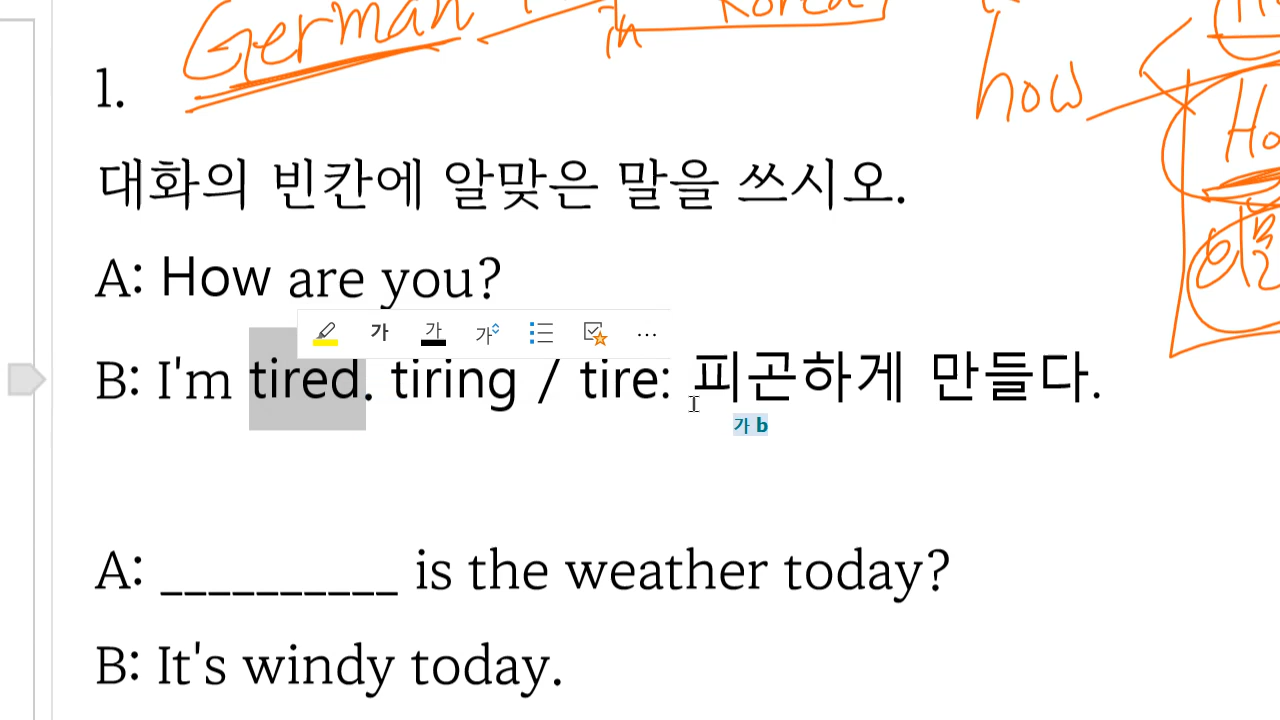 German in Korea
how
1.
대화의 빈칸에 알맞은 말을 쓰시오.
A: How are you?
가 가 가 ...
B: I'm tired. tiring / tire: 피곤하게 만들다.
가 b
A: __________ is the weather today?
B: It's windy today.